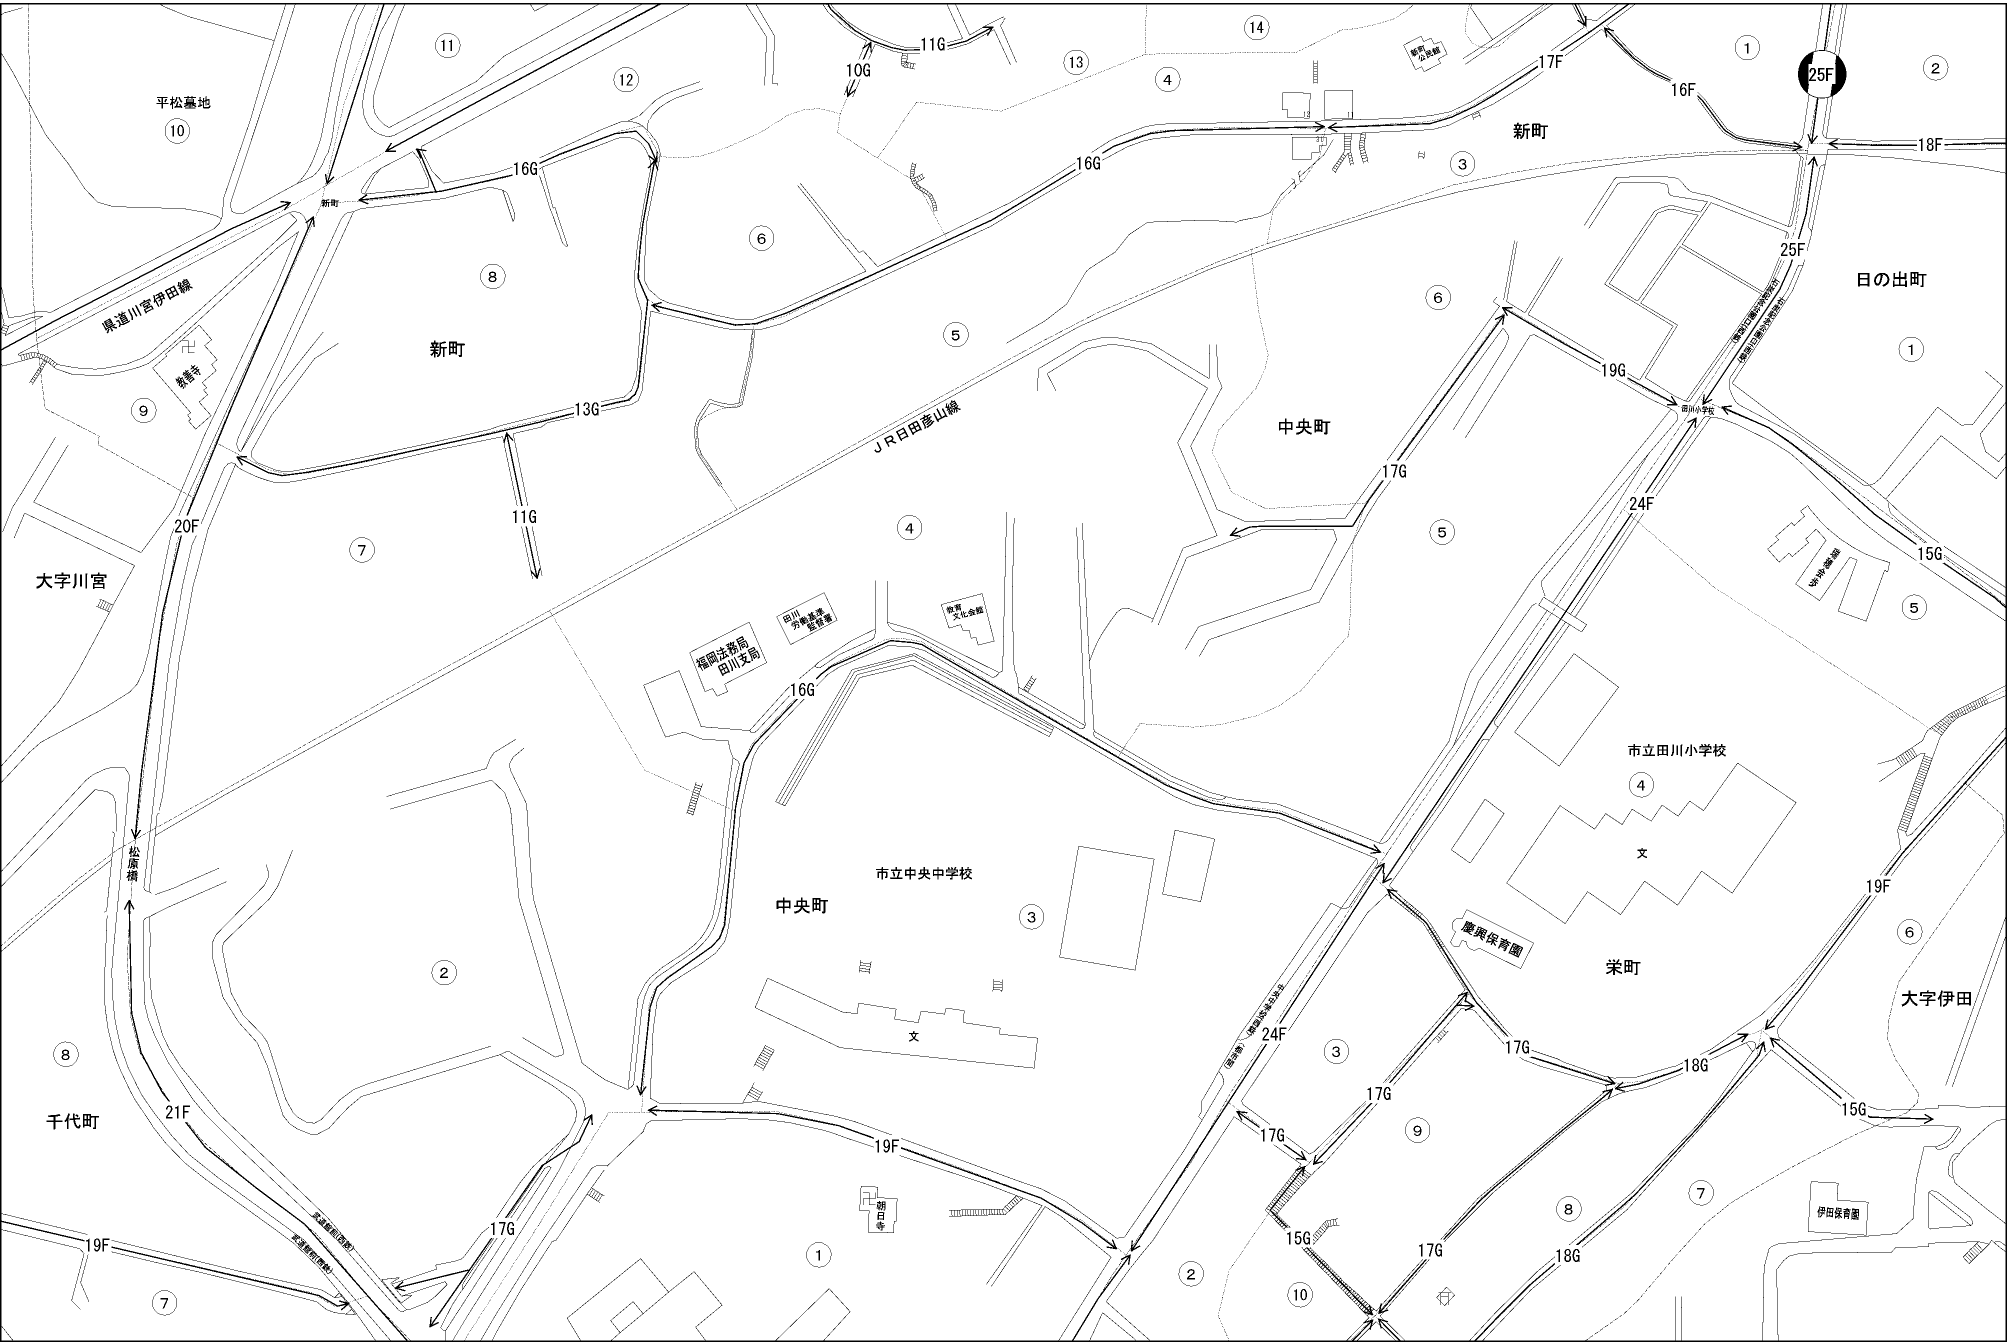 ⑪
⑭
①
②
11G
10G
⑬
④
⑫
新町
公民館
17F
25F
平松墓地
⑩
16F
18F
新町
③
16G
16G
新町
⑥
⑧
県道川宮伊田線
25F
日の出町
⑥
⑤
新町
①
教善寺
⑨
13G
19G
田川小学校
JR日田彦山線
中央町
17G
24F
20F
11G
⑦
④
⑤
15G
大字川宮
⑤
田川
労働基準
監督署
教育
文化会館
福岡法務局
田川支局
16G
市立田川小学校
④
松原橋
文
市立中央中学校
中央町
③
19F
⑥
慶興保育園
栄町
②
大字伊田
文
24F
③
17G
⑧
18G
17G
15G
21F
千代町
19F
17G
⑨
⑦
⑧
朝日寺
伊田保育園
17G
19F
15G
17G
18G
①
②
⑩
⑦